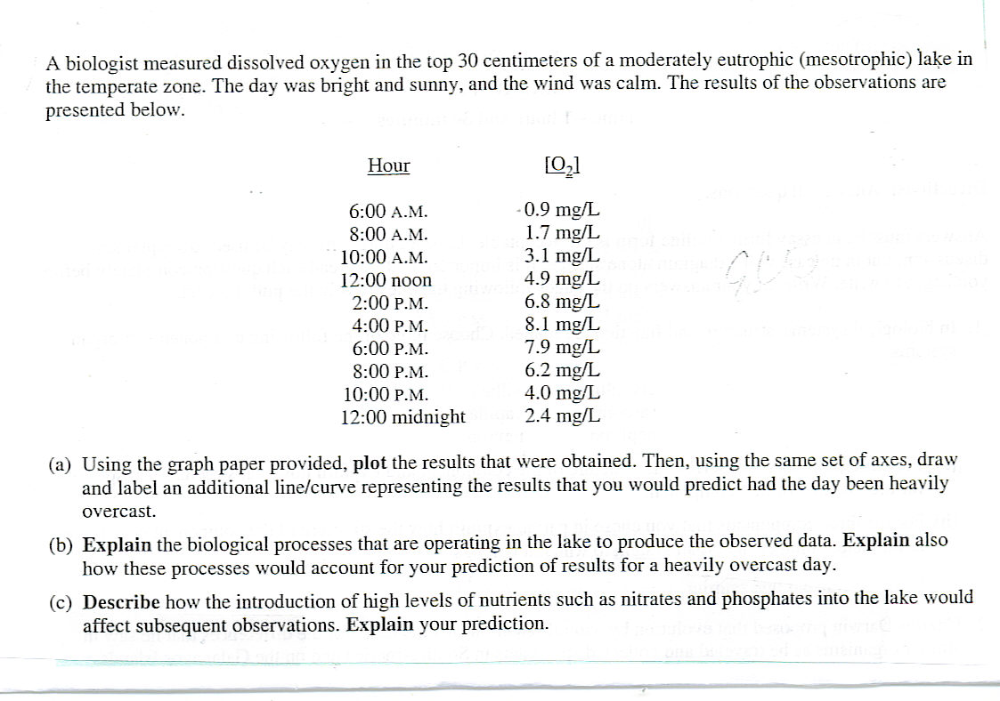 A biologist measured dissolved oxygen in the top 30 centimeters of a moderately eutrophic (mesotrophic) lake in
the temperate zone. The day was bright and sunny, and the wind was calm. The results of the observations are
presented below.
Hour [O₂]
6:00 A.M. 0.9 mg/L
8:00 A.M. 1.7 mg/L
10:00 A.M. 3.1 mg/L
12:00 noon 4.9 mg/L
2:00 P.M. 6.8 mg/L
4:00 P.M. 8.1 mg/L
6:00 P.M. 7.9 mg/L
8:00 P.M. 6.2 mg/L
10:00 P.M. 4.0 mg/L
12:00 midnight 2.4 mg/L
(a) Using the graph paper provided, plot the results that were obtained. Then, using the same set of axes, draw
and label an additional line/curve representing the results that you would predict had the day been heavily
overcast.
(b) Explain the biological processes that are operating in the lake to produce the observed data. Explain also
how these processes would account for your prediction of results for a heavily overcast day.
(c) Describe how the introduction of high levels of nutrients such as nitrates and phosphates into the lake would
affect subsequent observations. Explain your prediction.